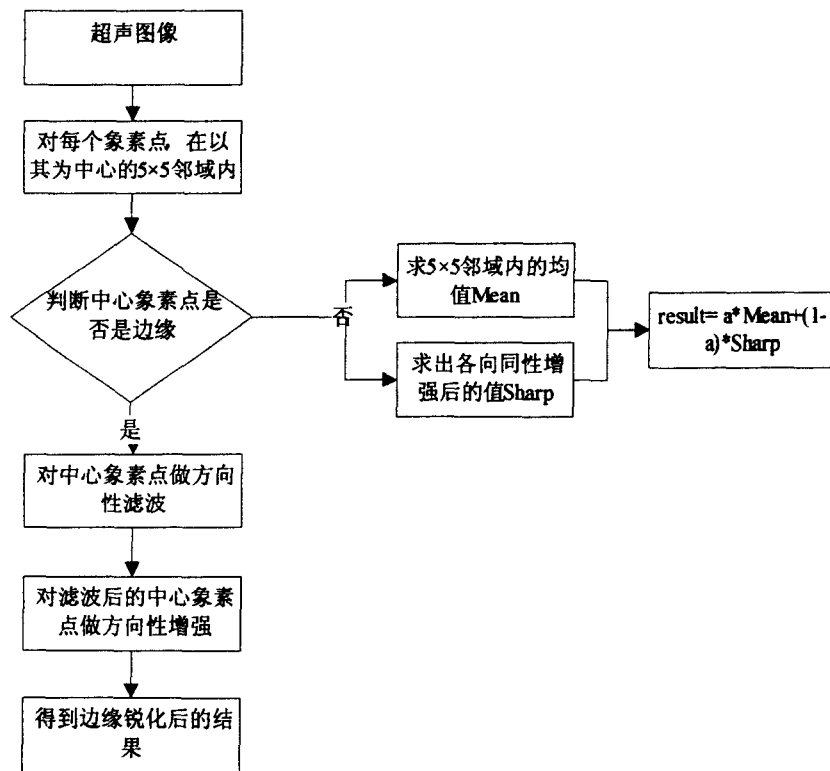 超声图像
对每个象素点 在以
其为中心的5×5邻域内
判断中心象素点是
否是边缘
否
求5×5邻域内的均
值Mean
求出各向同性增
强后的值Sharp
result= a*Mean+(1-
a)*Sharp
是
对中心象素点做方向
性滤波
对滤波后的中心象素
点做方向性增强
得到边缘锐化后的结
果